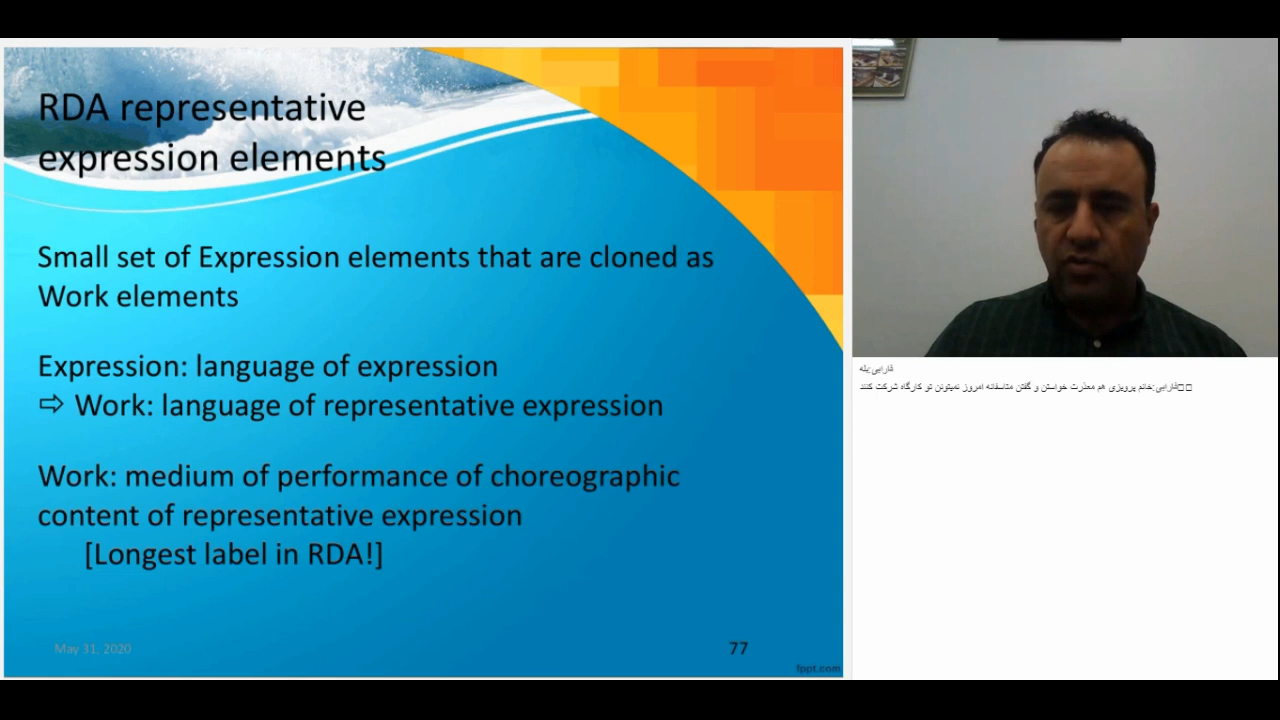 RDA representative
expression elements
Small set of Expression elements that are cloned as
Work elements
Expression: language of expression
⇨ Work: language of representative expression
Work: medium of performance of choreographic
content of representative expression
[Longest label in RDA!]
May 31, 2020
77
fppt.com
فارابی:بله
فارابی:خانم پرویزی هم معذرت خواستن و گفتن متاسفانه امروز نمیتونن تو کارگاه شرکت کنند